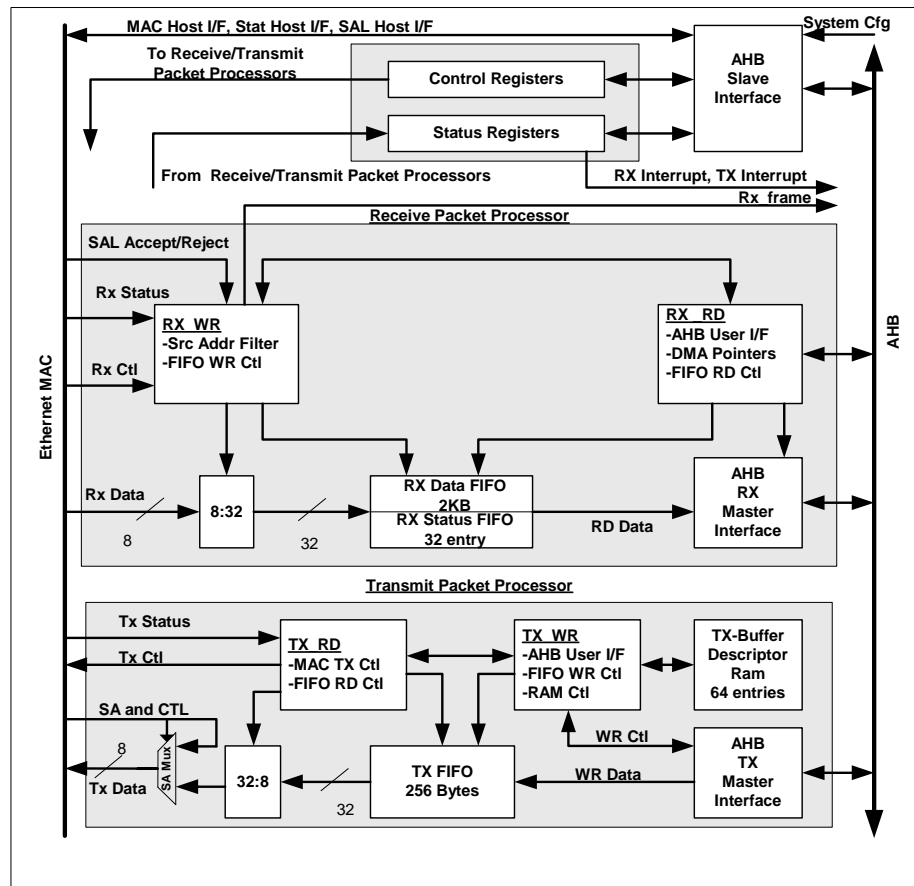 MAC Host I/F, Stat Host I/F, SAL Host I/F
System Cfg
To Receive/Transmit
Packet Processors
Control Registers
Status Registers
AHB
Slave
Interface
From Receive/Transmit Packet Processors
RX Interrupt, TX Interrupt
Rx_frame
Receive Packet Processor
SAL Accept/Reject
Rx Status
Rx Ctl
RX_WR
-Src Addr Filter
-FIFO WR Ctl
RX_RD
-AHB User I/F
-DMA Pointers
-FIFO RD Ctl
Ethernet MAC
AHB
Rx Data
8
8:32
32
RX Data FIFO
2KB
RX Status FIFO
32 entry
RD Data
AHB
RX
Master
Interface
Transmit Packet Processor
Tx Status
Tx Ctl
TX_RD
-MAC TX Ctl
-FIFO RD Ctl
TX_WR
-AHB User I/F
-FIFO WR Ctl
-RAM Ctl
TX-Buffer
Descriptor
Ram
64 entries
SA and CTL
8
Tx Data
SA Mux
32:8
32
TX FIFO
256 Bytes
WR Ctl
WR Data
AHB
TX
Master
Interface